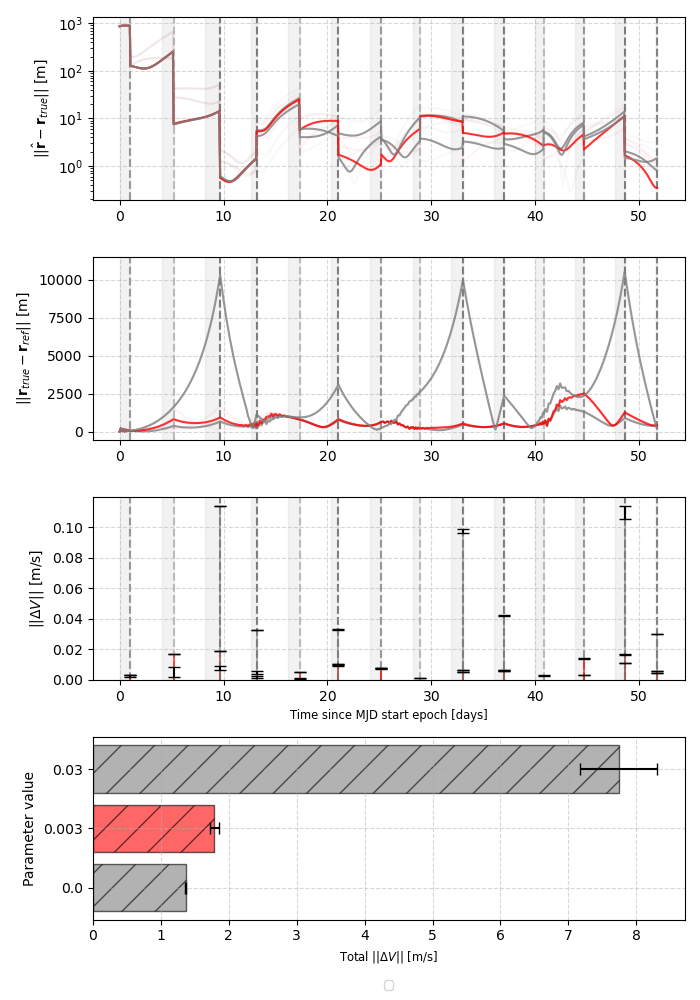 ||r̂ − r_true|| [m]
10³
10²
10¹
10⁰
0 10 20 30 40 50
||r_true − r_ref|| [m]
10000
7500
5000
2500
0
0 10 20 30 40 50
||ΔV|| [m/s]
0.10
0.08
0.06
0.04
0.02
0.00
0 10 20 30 40 50
Time since MJD start epoch [days]
Parameter value
0.03
0.003
0.0
0 1 2 3 4 5 6 7 8
Total ||ΔV|| [m/s]